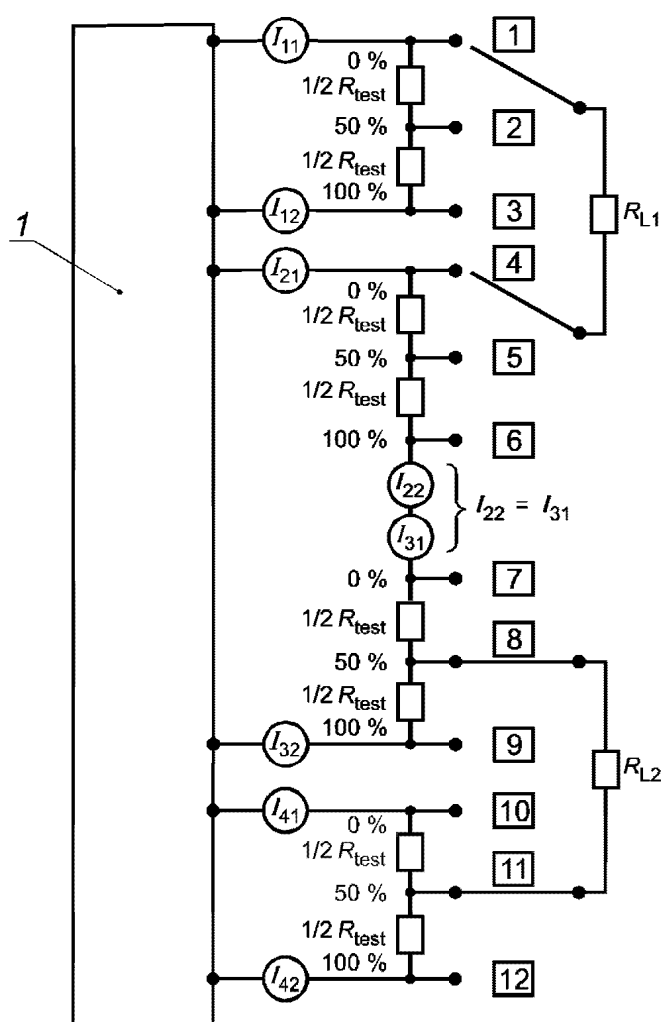 I11
1
0 %
1/2 Rtest
50 %
2
1/2 Rtest
100 %
I12
3
1
RL1
I21
4
0 %
1/2 Rtest
50 %
5
1/2 Rtest
100 %
6
I22
I22 = I31
I31
0 %
7
1/2 Rtest
8
50 %
1/2 Rtest
100 %
I32
9
RL2
I41
10
0 %
1/2 Rtest
11
50 %
1/2 Rtest
100 %
I42
12